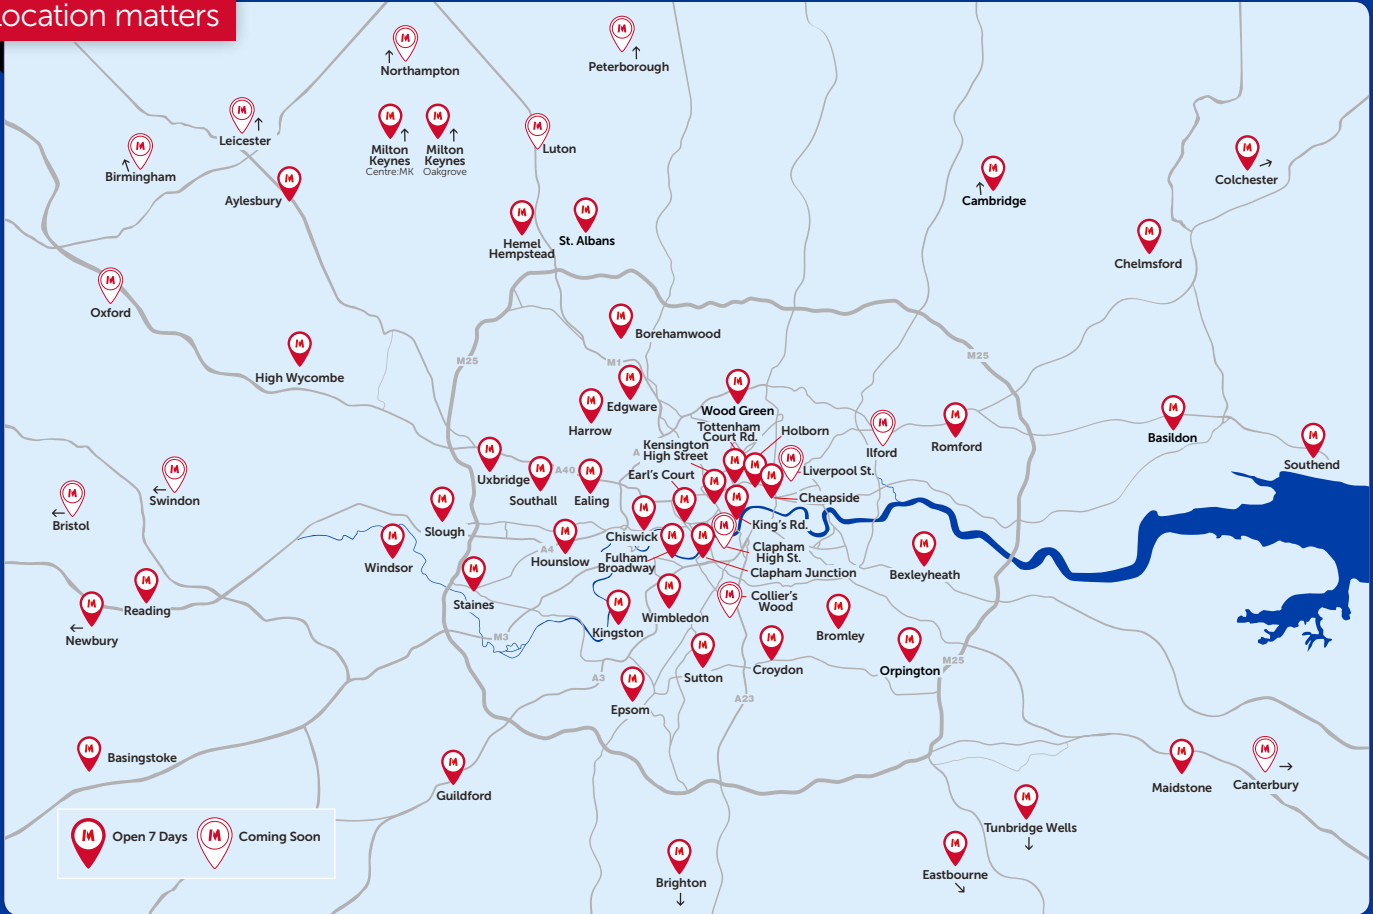 location matters
Northampton
Peterborough
Leicester
Milton
Keynes
Centre:MK
Milton
Keynes
Oakgrove
Luton
Birmingham
Aylesbury
Cambridge
Colchester
Hemel
Hempstead
St. Albans
Chelmsford
Oxford
Borehamwood
High Wycombe
M25
M1
M25
Edgware
Harrow
Wood Green
Tottenham
Court Rd.
Holborn
Kensington
High Street
Earl's Court
Liverpool St.
Cheapside
Ilford
Romford
Basildon
Southend
Uxbridge
A40
A
Southall
Ealing
Swindon
Bristol
Slough
Chiswick
King's Rd.
Windsor
A4
Hounslow
Fulham
Broadway
Clapham
High St.
Clapham Junction
Bexleyheath
Staines
Reading
Newbury
Wimbledon
Collier's
Wood
Kingston
M3
Bromley
Sutton
Croydon
Orpington
M25
A3
A23
Epsom
Basingstoke
Guildford
Maidstone
Canterbury
Tunbridge Wells
Eastbourne
Brighton
M Open 7 Days
M Coming Soon